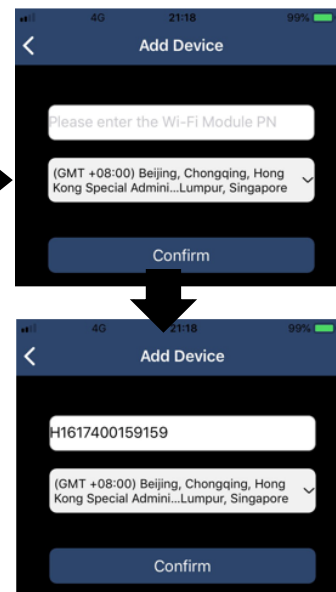 4G 21:18 99%
Add Device
Please enter the Wi-Fi Module PN
(GMT +08:00) Beijing, Chongqing, Hong
Kong Special Admini...Lumpur, Singapore
Confirm
4G 21:18 99%
Add Device
H1617400159159
(GMT +08:00) Beijing, Chongqing, Hong
Kong Special Admini...Lumpur, Singapore
Confirm